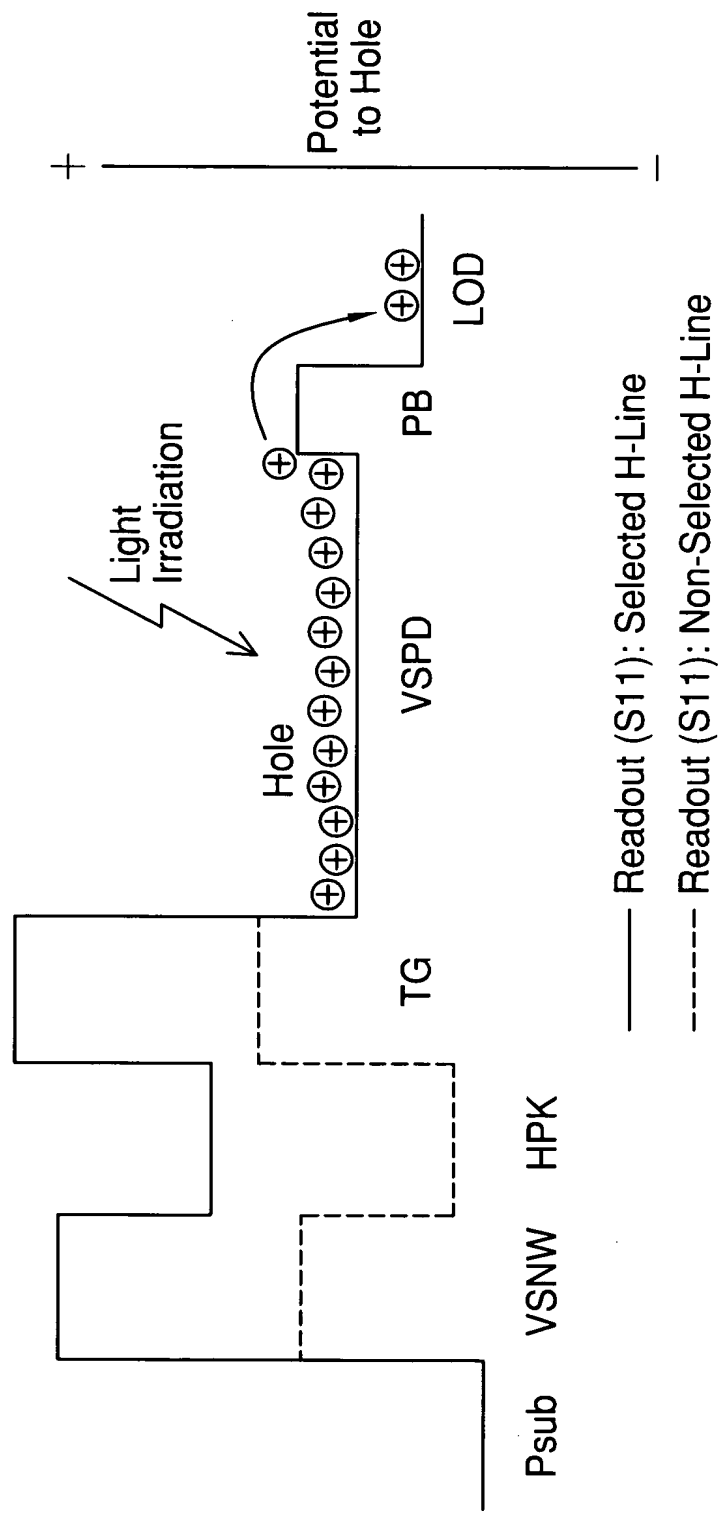 +
Potential
to Hole
−
Light
Irradiation
Hole
Psub
VSNW
HPK
TG
VSPD
PB
LOD
Readout (S11): Selected H-Line
Readout (S11): Non-Selected H-Line